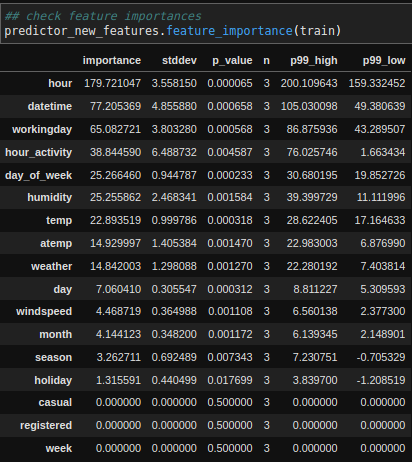 ## check feature importances
predictor_new_features.feature_importance(train)
importance stddev p_value n p99_high p99_low
hour 179.721047 3.558150 0.000065 3 200.109643 159.332452
datetime 77.205369 4.855880 0.000658 3 105.030098 49.380639
workingday 65.082721 3.803280 0.000568 3 86.875936 43.289507
hour_activity 38.844590 6.488732 0.004587 3 76.025746 1.663434
day_of_week 25.266460 0.944787 0.000233 3 30.680195 19.852726
humidity 25.255862 2.468341 0.001584 3 39.399729 11.111996
temp 22.893519 0.999786 0.000318 3 28.622405 17.164633
atemp 14.929997 1.405384 0.001470 3 22.983003 6.876990
weather 14.842003 1.298088 0.001270 3 22.280192 7.403814
day 7.060410 0.305547 0.000312 3 8.811227 5.309593
windspeed 4.468719 0.364988 0.001108 3 6.560138 2.377300
month 4.144123 0.348200 0.001172 3 6.139345 2.148901
season 3.262711 0.692489 0.007343 3 7.230751 -0.705329
holiday 1.315591 0.440499 0.017699 3 3.839700 -1.208519
casual 0.000000 0.000000 0.500000 3 0.000000 0.000000
registered 0.000000 0.000000 0.500000 3 0.000000 0.000000
week 0.000000 0.000000 0.500000 3 0.000000 0.000000